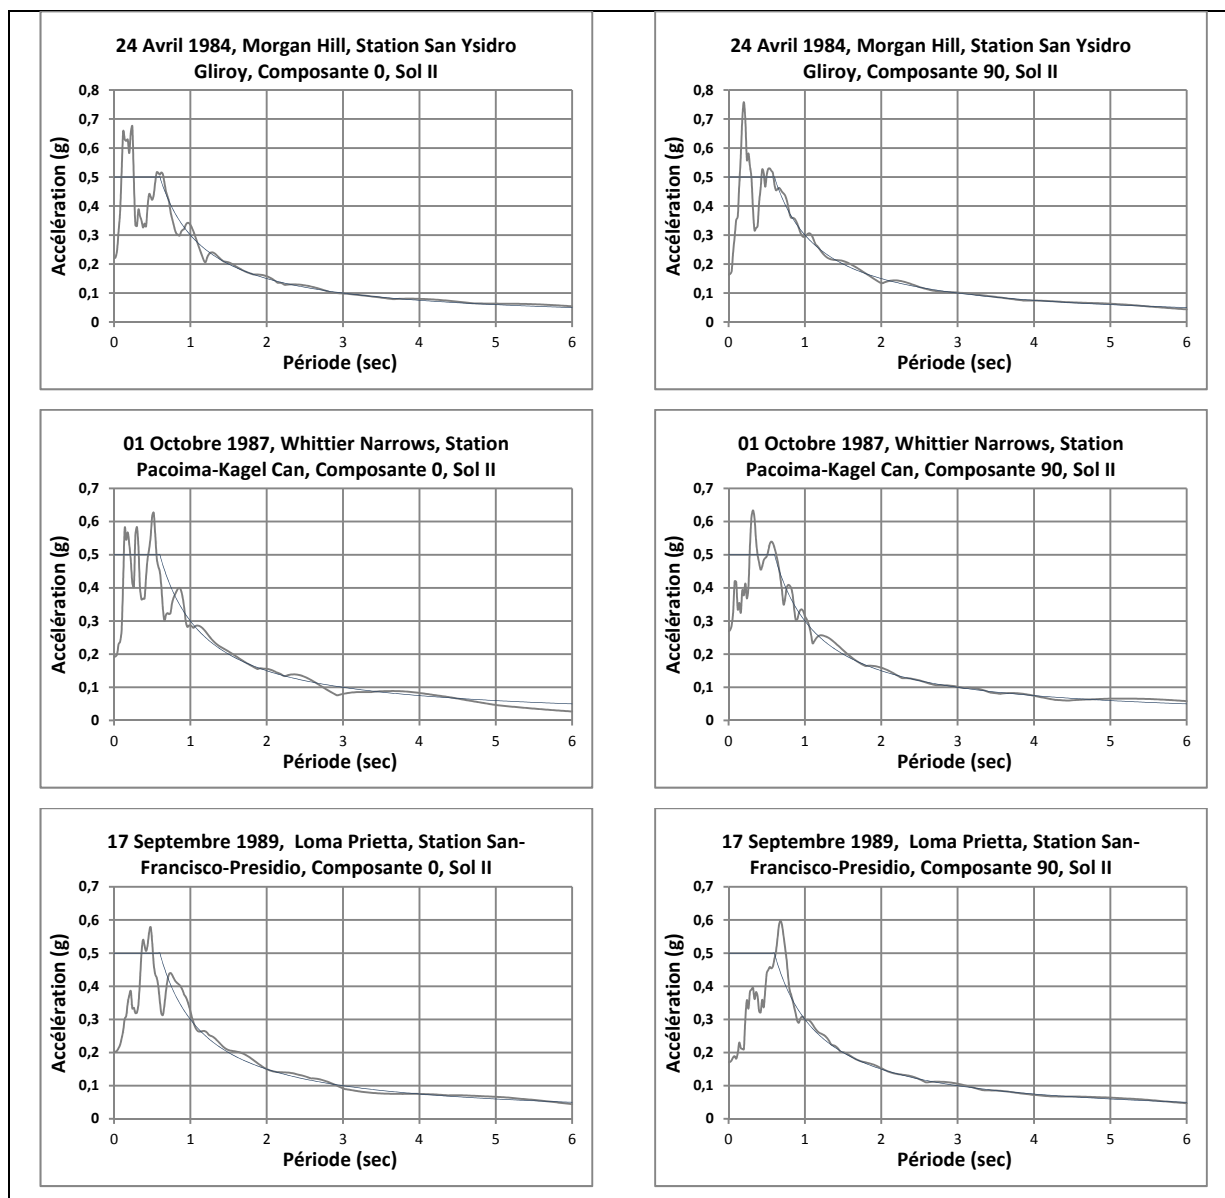 24 Avril 1984, Morgan Hill, Station San Ysidro
Gliroy, Composante 0, Sol II
Accélération (g)
0,8
0,7
0,6
0,5
0,4
0,3
0,2
0,1
0
0 1 2 3 4 5 6
Période (sec)
24 Avril 1984, Morgan Hill, Station San Ysidro
Gliroy, Composante 90, Sol II
Accélération (g)
0,8
0,7
0,6
0,5
0,4
0,3
0,2
0,1
0
0 1 2 3 4 5 6
Période (sec)
01 Octobre 1987, Whittier Narrows, Station
Pacoima-Kagel Can, Composante 0, Sol II
Accélération (g)
0,7
0,6
0,5
0,4
0,3
0,2
0,1
0
0 1 2 3 4 5 6
Période (sec)
01 Octobre 1987, Whittier Narrows, Station
Pacoima-Kagel Can, Composante 90, Sol II
Accélération (g)
0,7
0,6
0,5
0,4
0,3
0,2
0,1
0
0 1 2 3 4 5 6
Période (sec)
17 Septembre 1989, Loma Prietta, Station San-
Francisco-Presidio, Composante 0, Sol II
Accélération (g)
0,7
0,6
0,5
0,4
0,3
0,2
0,1
0
0 1 2 3 4 5 6
Période (sec)
17 Septembre 1989, Loma Prietta, Station San-
Francisco-Presidio, Composante 90, Sol II
Accélération (g)
0,7
0,6
0,5
0,4
0,3
0,2
0,1
0
0 1 2 3 4 5 6
Période (sec)